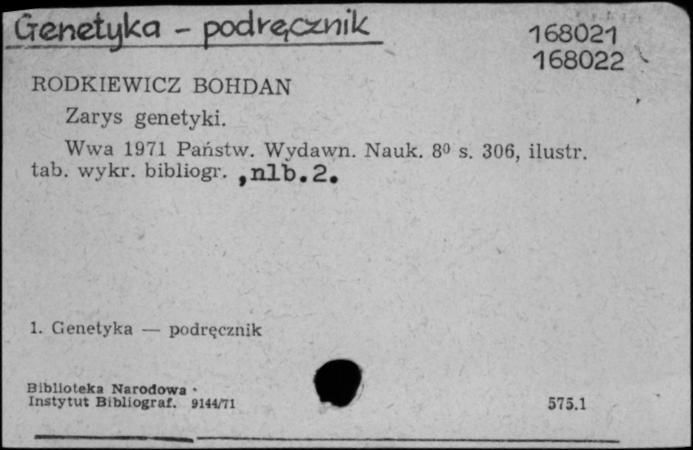 Genetyka - podręcznik
168021
168022
RODKIEWICZ BOHDAN
Zarys genetyki.
Wwa 1971 Państw. Wydawn. Nauk. 8⁰ s. 306, ilustr.
tab. wykr. bibliogr. ,nlb.2.
1. Genetyka — podręcznik
Biblioteka Narodowa
Instytut Bibliograf. 9144/71
575.1